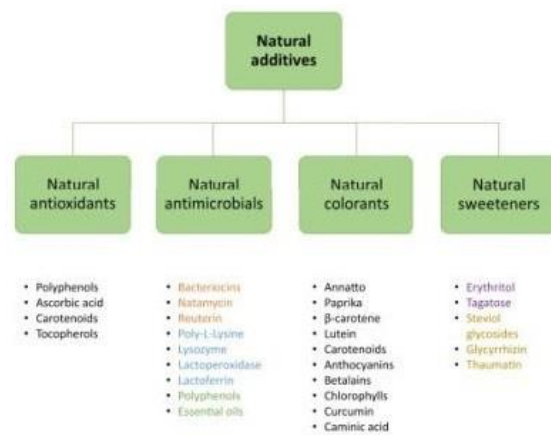 Natural
additives
Natural
antioxidants
Natural
antimicrobials
Natural
colorants
Natural
sweeteners
• Polyphenols
• Ascorbic acid
• Carotenoids
• Tocopherols
• Bacteriocins
• Natamycin
• Reuterin
• Poly-L-Lysine
• Lysozyme
• Lactoperoxidase
• Lactoferrin
• Polyphenols
• Essential oils
• Annatto
• Paprika
• β-carotene
• Lutein
• Carotenoids
• Anthocyanins
• Betalains
• Chlorophylls
• Curcumin
• Caminic acid
• Erythritol
• Tagatose
• Steviol
glycosides
• Glycyrrhizin
• Thaumatin